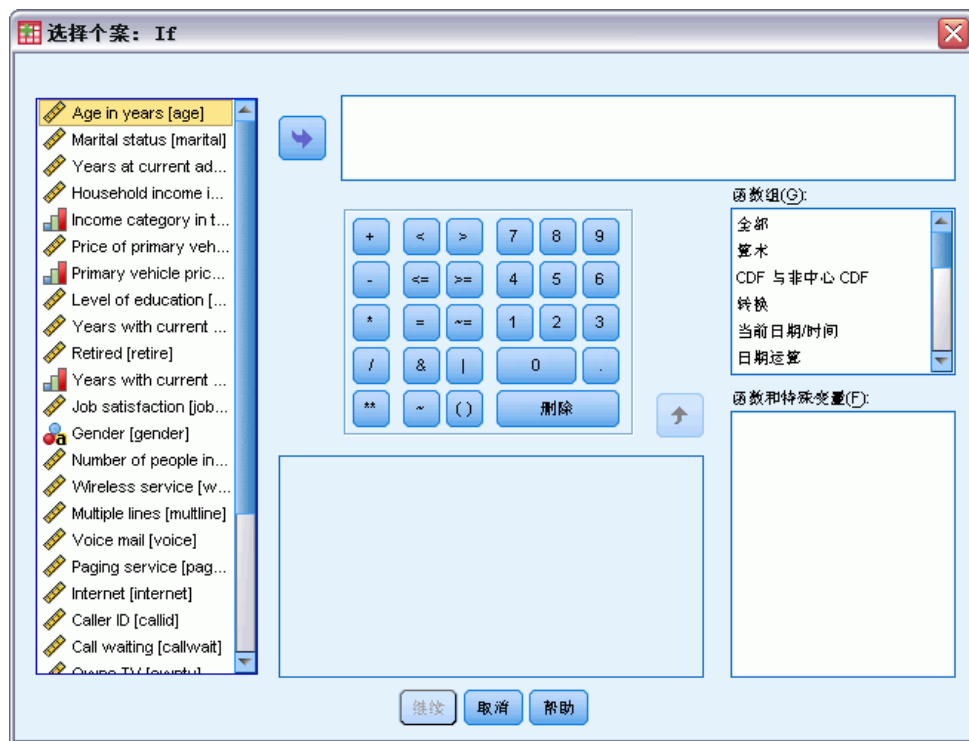 选择个案: If
Age in years [age]
Marital status [marital]
Years at current ad...
Household income i...
Income category in t...
Price of primary veh...
Primary vehicle pric...
Level of education [...
Years with current ...
Retired [retire]
Years with current ...
Job satisfaction [job...
Gender [gender]
Number of people in...
Wireless service [w...
Multiple lines [multline]
Voice mail [voice]
Paging service [pag...
Internet [internet]
Caller ID [callid]
Call waiting [callwait]
Owns TV [owntv]
+ < > 7 8 9
- <= >= 4 5 6
* = ~= 1 2 3
/ & | 0 .
** ~ ( ) 删除
函数组(G):
全部
算术
CDF 与非中心 CDF
转换
当前日期/时间
日期运算
函数和特殊变量(F):
继续 取消 帮助